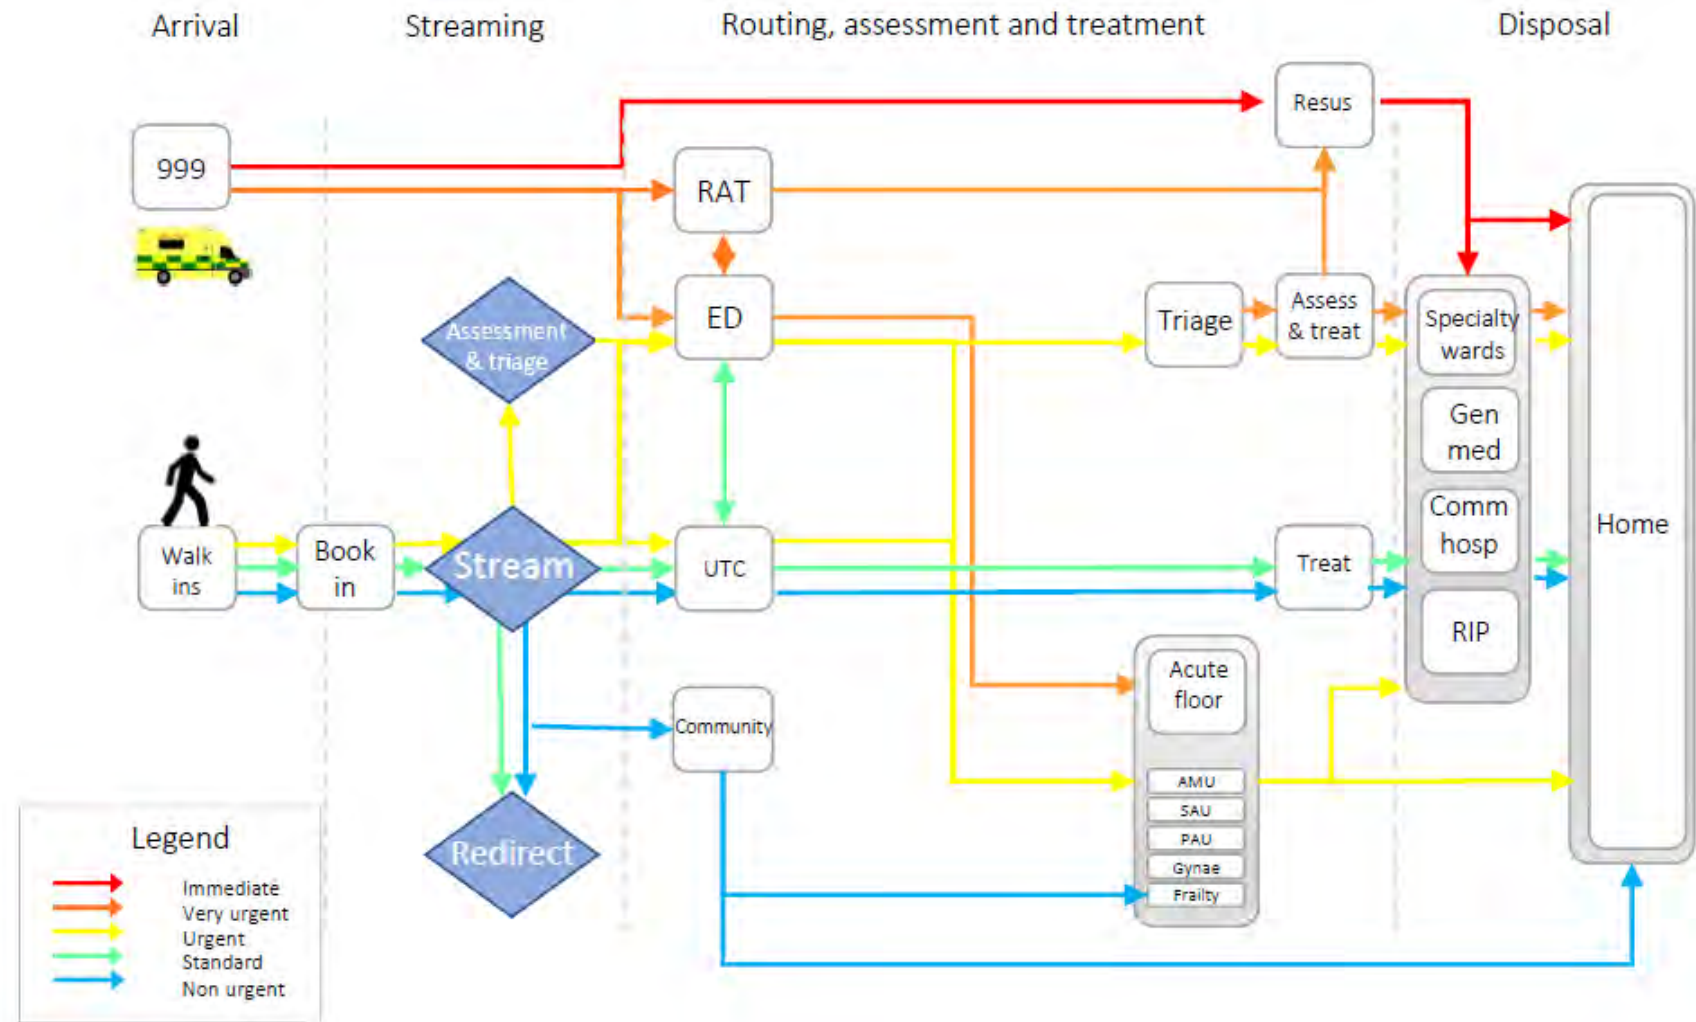 Arrival
Streaming
Routing, assessment and treatment
Disposal
Resus
999
RAT
Assessment
& triage
ED
Triage
Assess
& treat
Specialty
wards
Gen
med
Comm
hosp
RIP
Home
Walk
ins
Book
in
Stream
UTC
Treat
Community
Acute
floor
AMU
SAU
PAU
Gynae
Frailty
Redirect
Legend
Immediate
Very urgent
Urgent
Standard
Non urgent